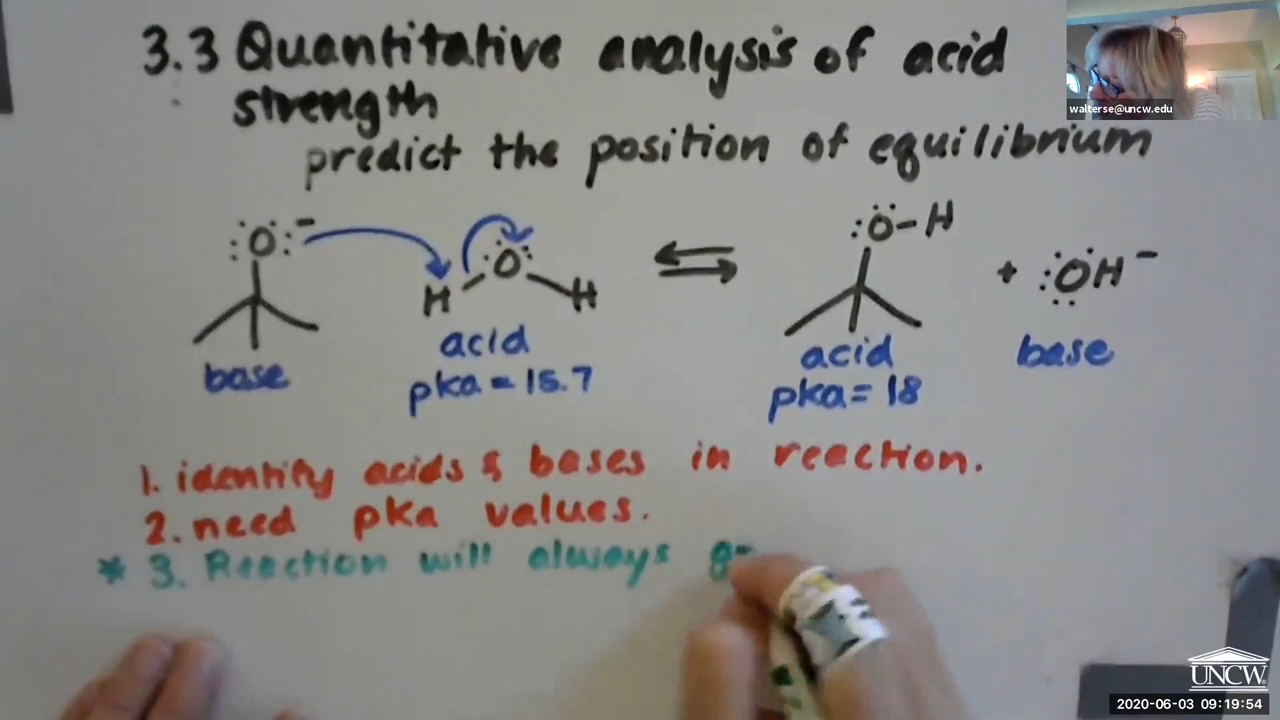 3.3 Quantitative analysis of acid
strength
predict the position of equilibrium
walterse@uncw.edu
:Ö:⁻ H O H ⇌ :Ö-H + :ÖH⁻
base acid acid base
pka = 15.7 pka = 18
1. identify acids & bases in reaction.
2. need pka values.
* 3. Reaction will always
UNCW
2020-06-03 09:19:54